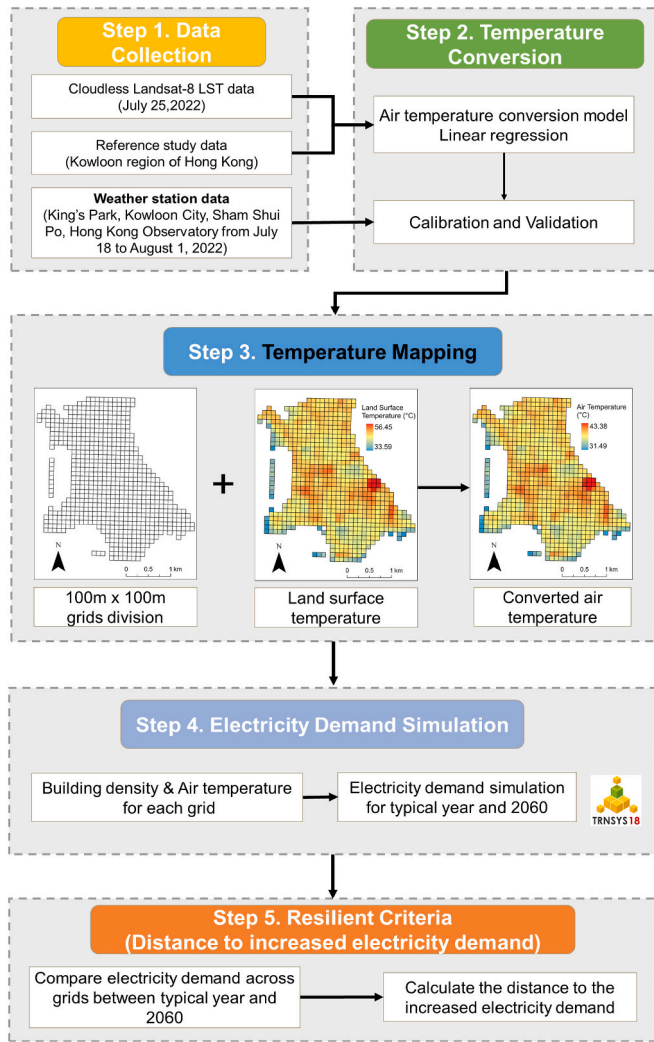 Step 1. Data
Collection
Cloudless Landsat-8 LST data
(July 25,2022)
Reference study data
(Kowloon region of Hong Kong)
Weather station data
(King's Park, Kowloon City, Sham Shui
Po, Hong Kong Observatory from July
18 to August 1, 2022)
Step 2. Temperature
Conversion
Air temperature conversion model
Linear regression
Calibration and Validation
Step 3. Temperature Mapping
N
0 0.5 1 km
100m x 100m
grids division
+
Land Surface
Temperature (°C)
56.45
33.59
N
0 0.5 1 km
Land surface
temperature
Air Temperature
(°C)
43.38
31.49
N
0 0.5 1 km
Converted air
temperature
Step 4. Electricity Demand Simulation
Building density & Air temperature
for each grid
Electricity demand simulation
for typical year and 2060
TRNSYS18
Step 5. Resilient Criteria
(Distance to increased electricity demand)
Compare electricity demand across
grids between typical year and
2060
Calculate the distance to the
increased electricity demand